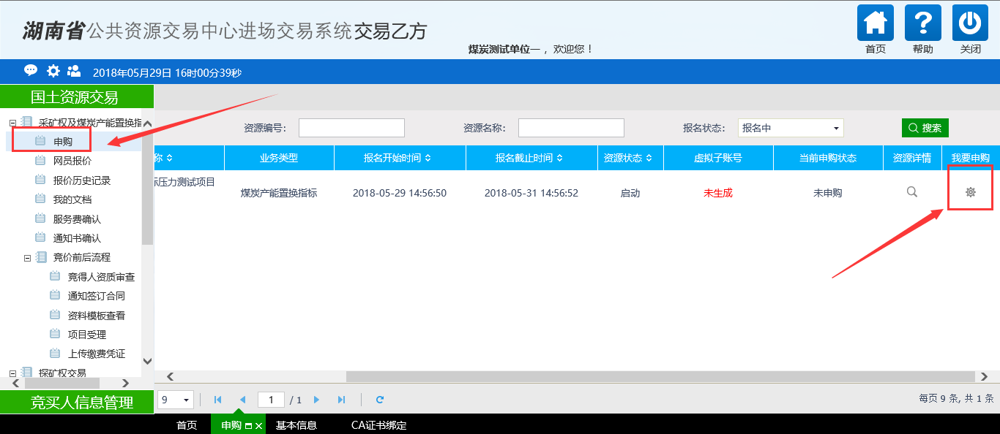 湖南省公共资源交易中心进场交易系统交易乙方
煤炭测试单位一， 欢迎您！
首页 帮助 关闭
2018年05月29日 16时00分39秒
国土资源交易
采矿权及煤炭产能置换指
申购
网员报价
报价历史记录
我的文档
服务费确认
通知书确认
竞价前后流程
竞得人资质审查
通知签订合同
资料模板查看
项目受理
上传缴费凭证
探矿权交易
竞买人信息管理
资源编号： 资源名称： 报名状态： 报名中 搜索
称 业务类型 报名开始时间 报名截止时间 资源状态 虚拟子账号 当前申购状态 资源详情 我要申购
标压力测试项目
煤炭产能置换指标 2018-05-29 14:56:50 2018-05-31 14:56:52 启动 未生成 未申购
9 1 / 1 每页 9 条, 共 1 条
首页 申购 基本信息 CA证书绑定